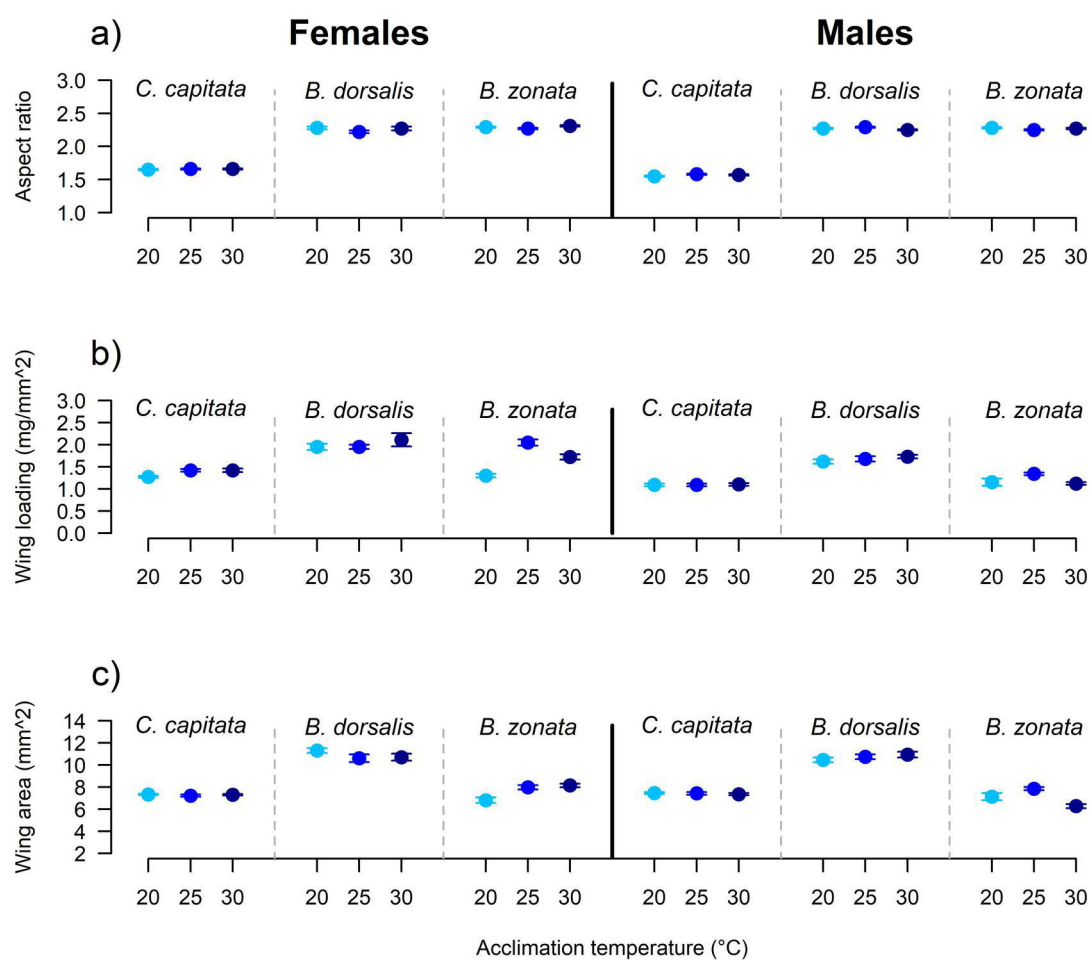 a)
Females
Males
Aspect ratio
3.0
2.5
2.0
1.5
1.0
C. capitata
B. dorsalis
B. zonata
C. capitata
B. dorsalis
B. zonata
20 25 30 20 25 30 20 25 30 20 25 30 20 25 30 20 25 30
b)
Wing loading (mg/mm^2)
3.0
2.5
2.0
1.5
1.0
0.5
0.0
C. capitata
B. dorsalis
B. zonata
C. capitata
B. dorsalis
B. zonata
20 25 30 20 25 30 20 25 30 20 25 30 20 25 30 20 25 30
c)
Wing area (mm^2)
14
12
10
8
6
4
2
C. capitata
B. dorsalis
B. zonata
C. capitata
B. dorsalis
B. zonata
20 25 30 20 25 30 20 25 30 20 25 30 20 25 30 20 25 30
Acclimation temperature (°C)